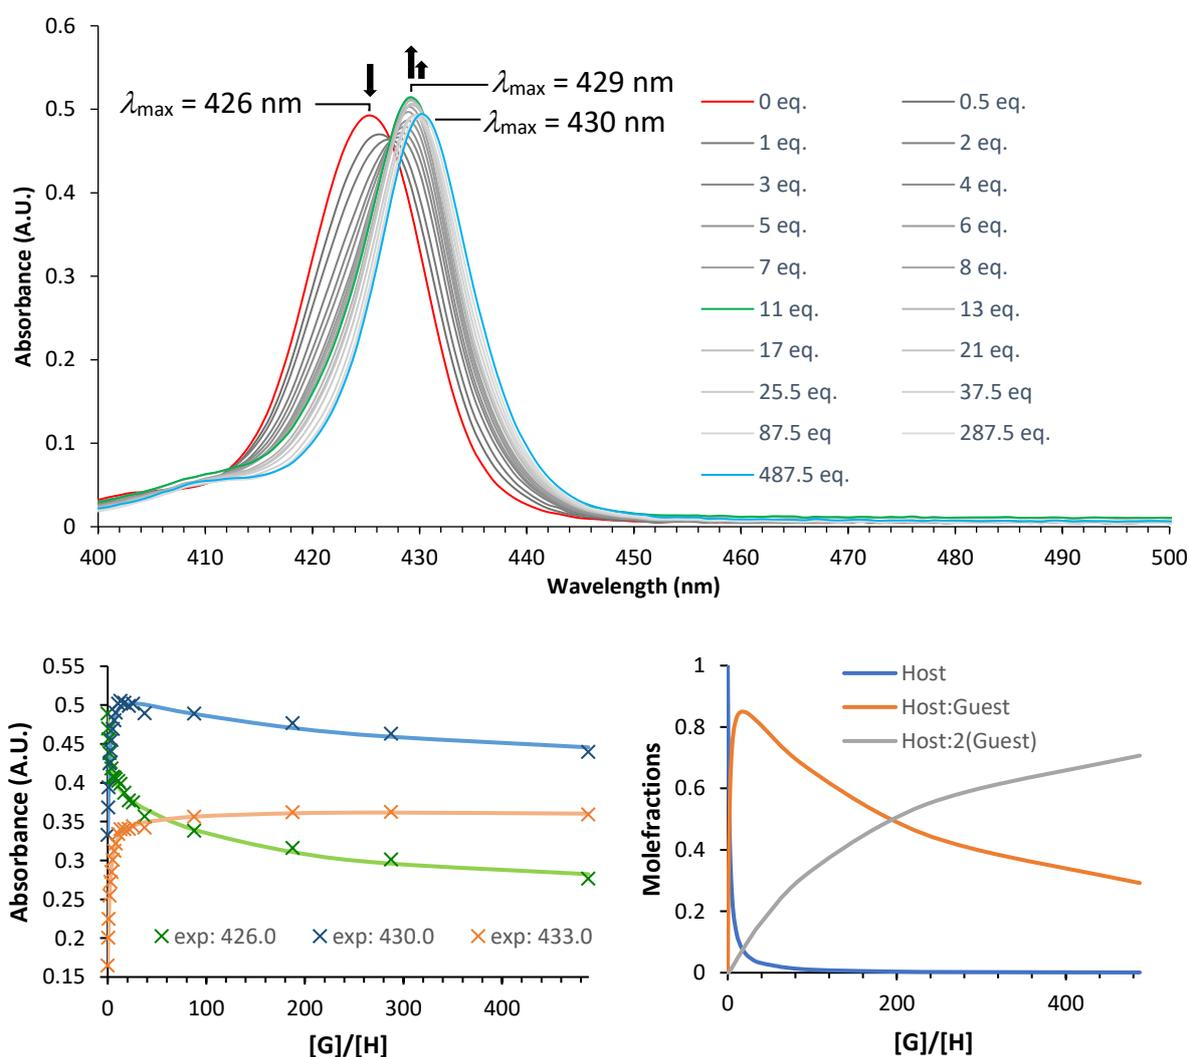 0.6
0.5
0.4
0.3
0.2
0.1
0
Absorbance (A.U.)
λmax = 426 nm
λmax = 429 nm
λmax = 430 nm
0 eq. 0.5 eq.
1 eq. 2 eq.
3 eq. 4 eq.
5 eq. 6 eq.
7 eq. 8 eq.
11 eq. 13 eq.
17 eq. 21 eq.
25.5 eq. 37.5 eq
87.5 eq 287.5 eq.
487.5 eq.
400 410 420 430 440 450 460 470 480 490 500
Wavelength (nm)
0.55
0.5
0.45
0.4
0.35
0.3
0.25
0.2
0.15
Absorbance (A.U.)
exp: 426.0 exp: 430.0 exp: 433.0
0 100 200 300 400
[G]/[H]
1
0.8
0.6
0.4
0.2
0
Molefractions
Host
Host:Guest
Host:2(Guest)
0 200 400
[G]/[H]